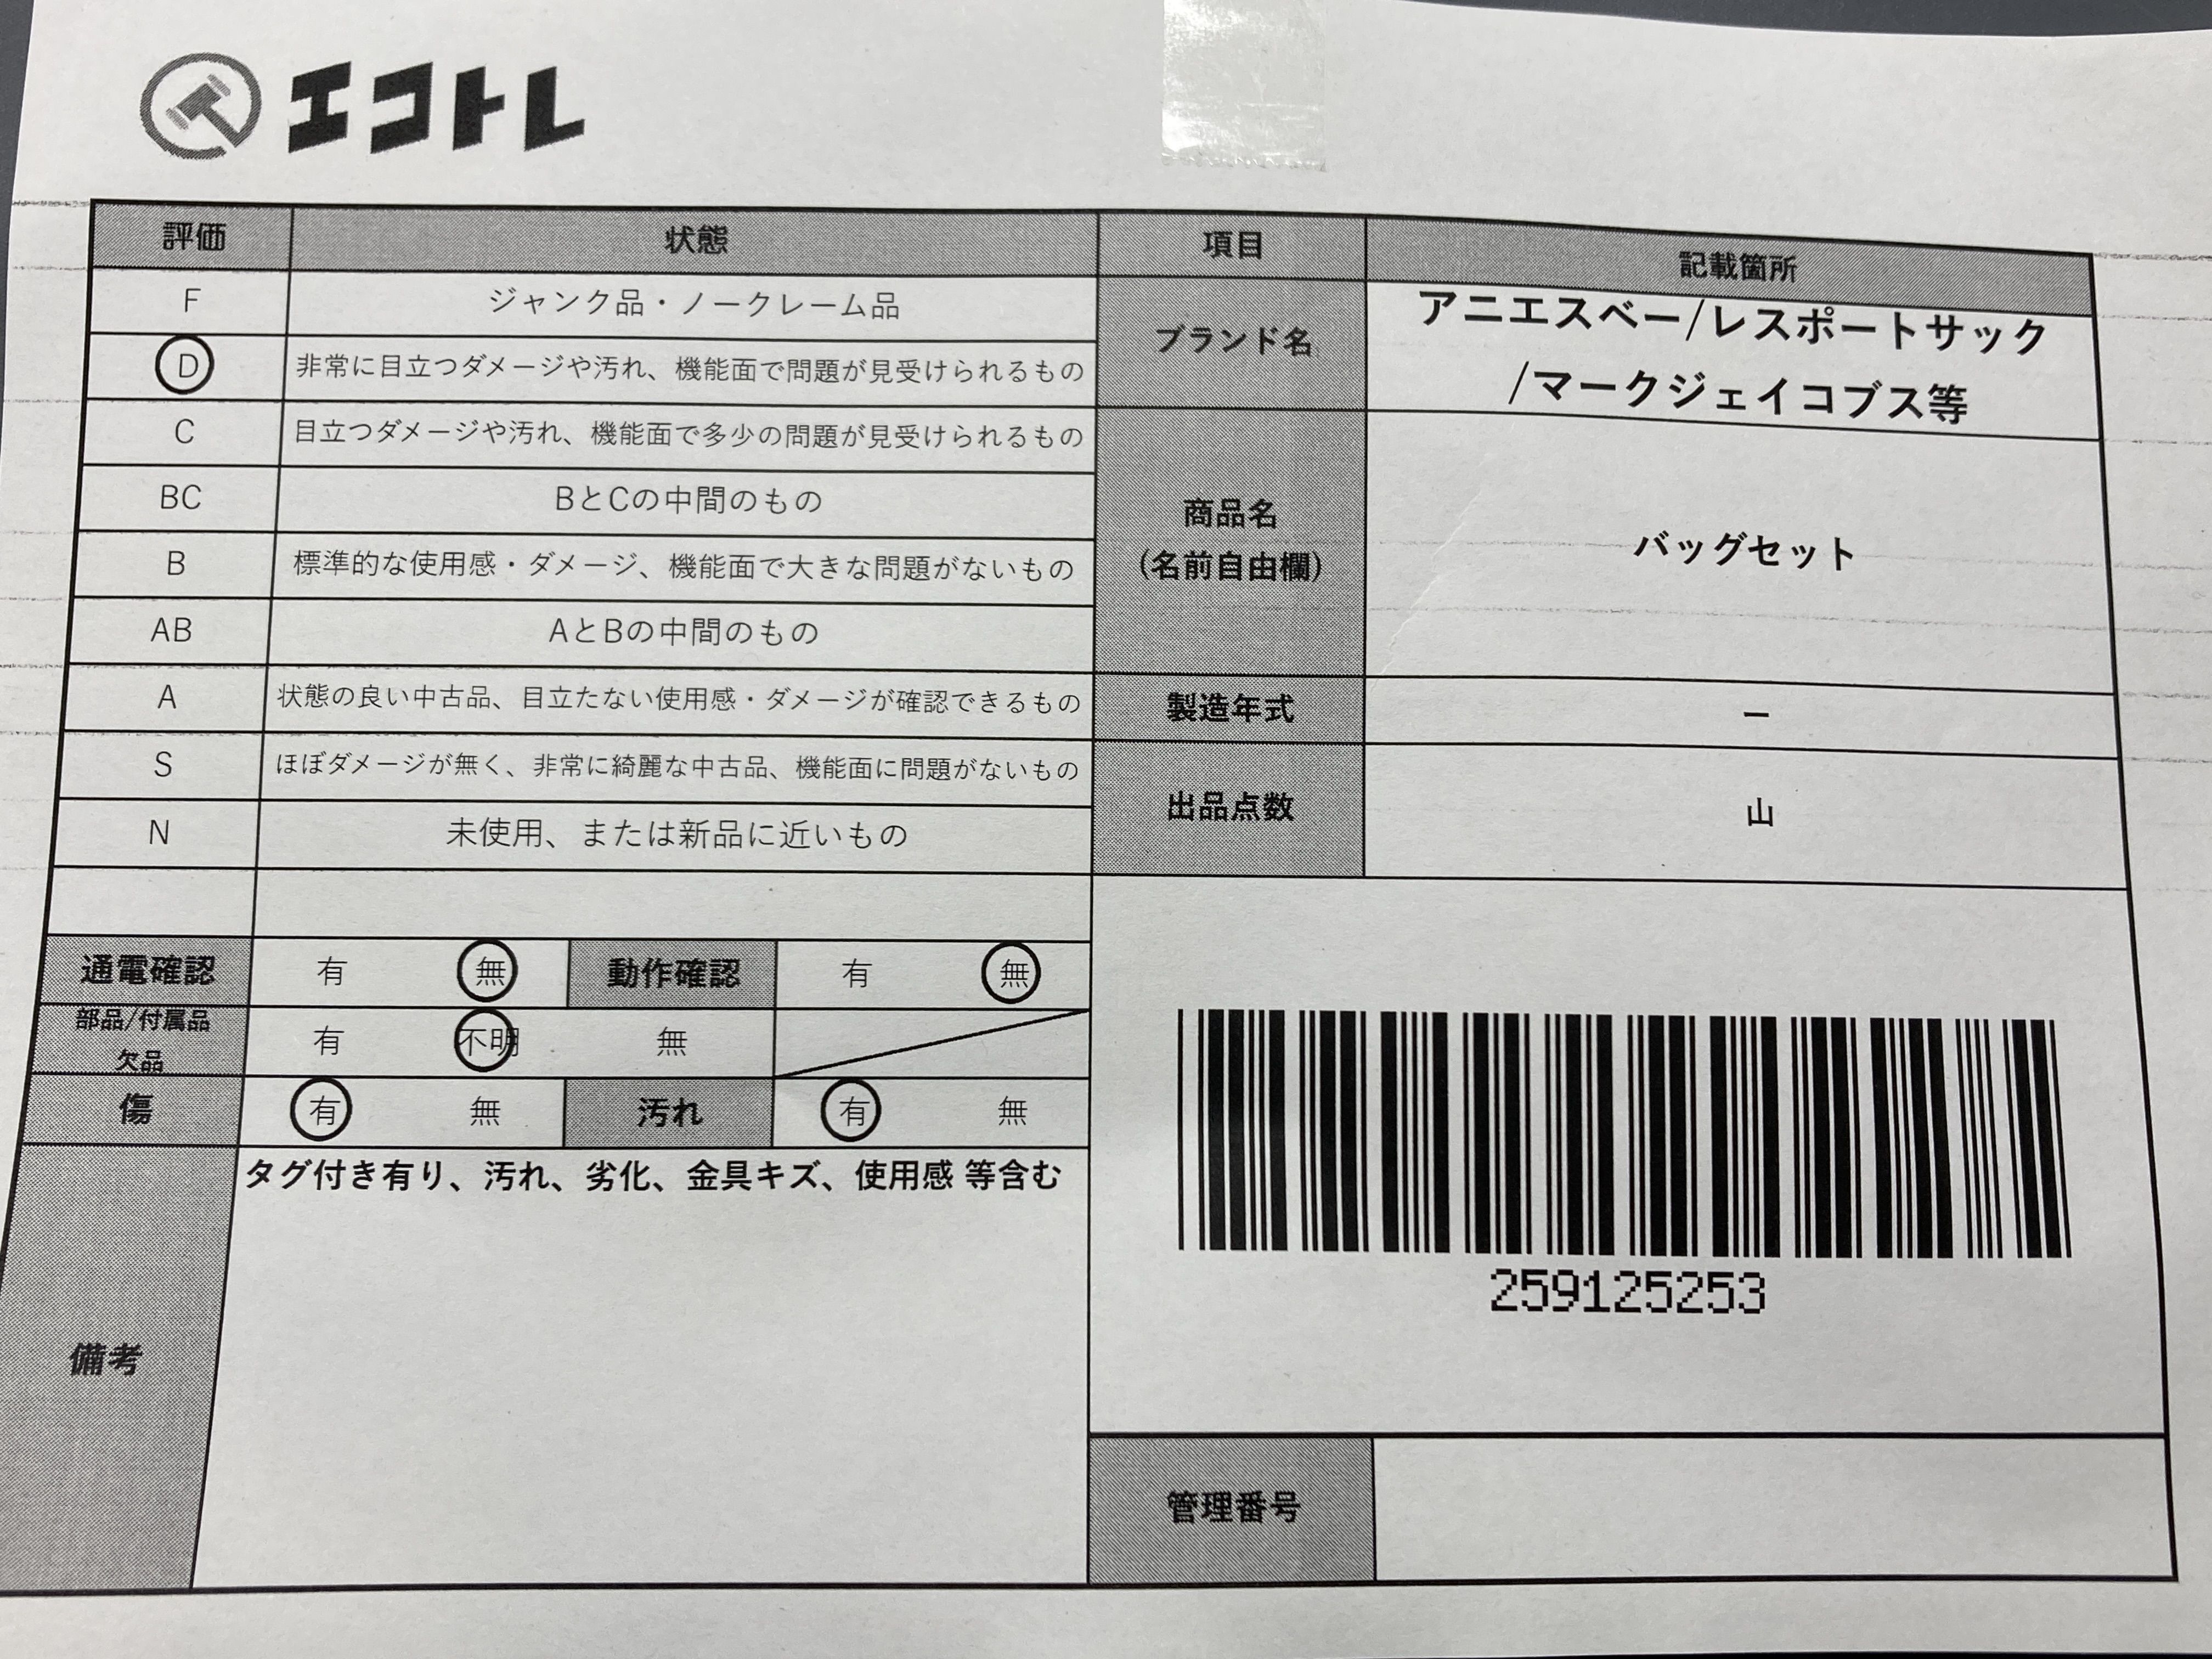 エコトレ
評価 状態 項目 記載箇所
F ジャンク品・ノークレーム品
D 非常に目立つダメージや汚れ、機能面で問題が見受けられるもの
C 目立つダメージや汚れ、機能面で多少の問題が見受けられるもの
BC BとCの中間のもの
B 標準的な使用感・ダメージ、機能面で大きな問題がないもの
AB AとBの中間のもの
A 状態の良い中古品、目立たない使用感・ダメージが確認できるもの
S ほぼダメージが無く、非常に綺麗な中古品、機能面に問題がないもの
N 未使用、または新品に近いもの
ブランド名
アニエスベー/レスポートサック
/マークジェイコブス等
商品名
(名前自由欄)
バッグセット
製造年式 ー
出品点数 山
通電確認 有 無 動作確認 有 無
部品/付属品
欠品
有 不明 無
傷 有 無 汚れ 有 無
備考
タグ付き有り、汚れ、劣化、金具キズ、使用感 等含む
259125253
管理番号